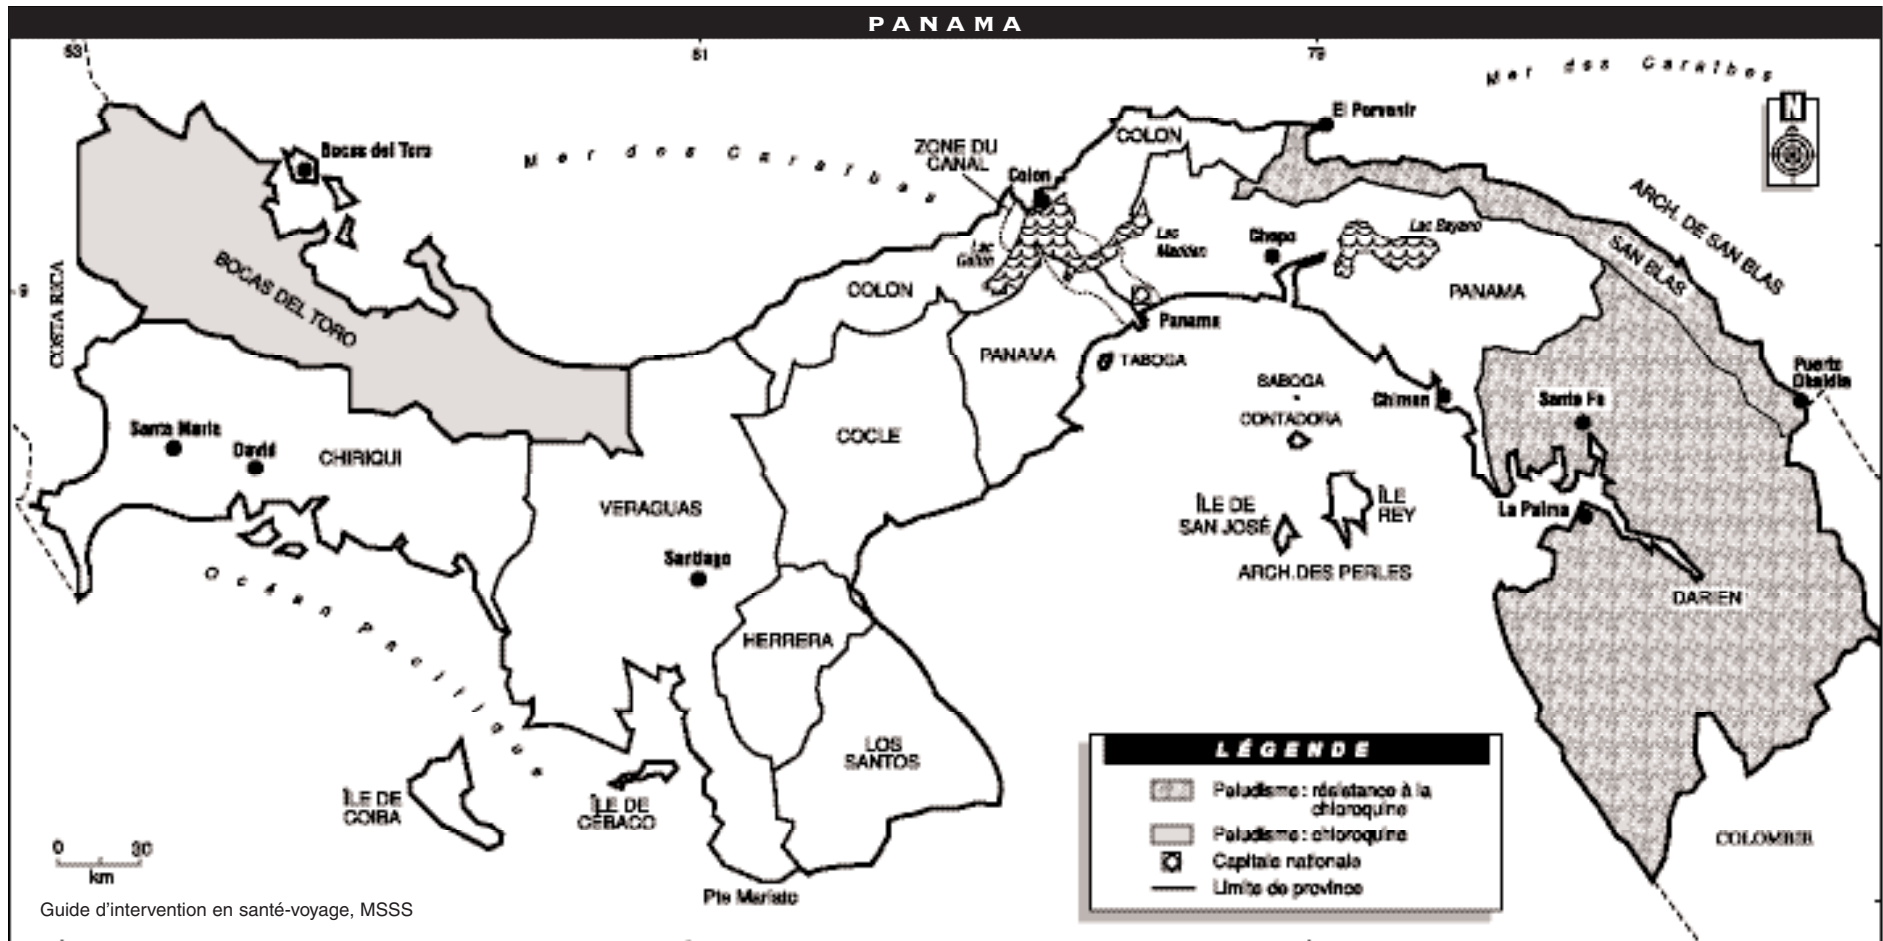 PANAMA
83
81
79
Mer des Caraïbes
N
El Porvenir
COLON
ZONE DU
CANAL
Bocas del Toro
Mer des Caraïbes
Colon
ARCH. DE SAN BLAS
Lac
Gatun
Lac
Madden
Chepo
Lac Bayano
SAN BLAS
COSTA RICA
9
BOCAS DEL TORO
COLON
PANAMA
Panama
PANAMA
TABOGA
SABOGA
CONTADORA
Chiman
Santa Fe
Puerto
Obaldia
Santa Maria
David
CHIRIQUI
COCLE
VERAGUAS
ÎLE DE
SAN JOSÉ
ÎLE
REY
La Palma
Santiago
ARCH. DES PERLES
Océan Pacifique
DARIEN
HERRERA
LOS
SANTOS
ÎLE DE
COIBA
ÎLE DE
CEBACO
LÉGENDE
Paludisme : résistance à la
chloroquine
Paludisme : chloroquine
Capitale nationale
Limite de province
COLOMBIE
0 30
km
Pte Mariato
Guide d'intervention en santé-voyage, MSSS